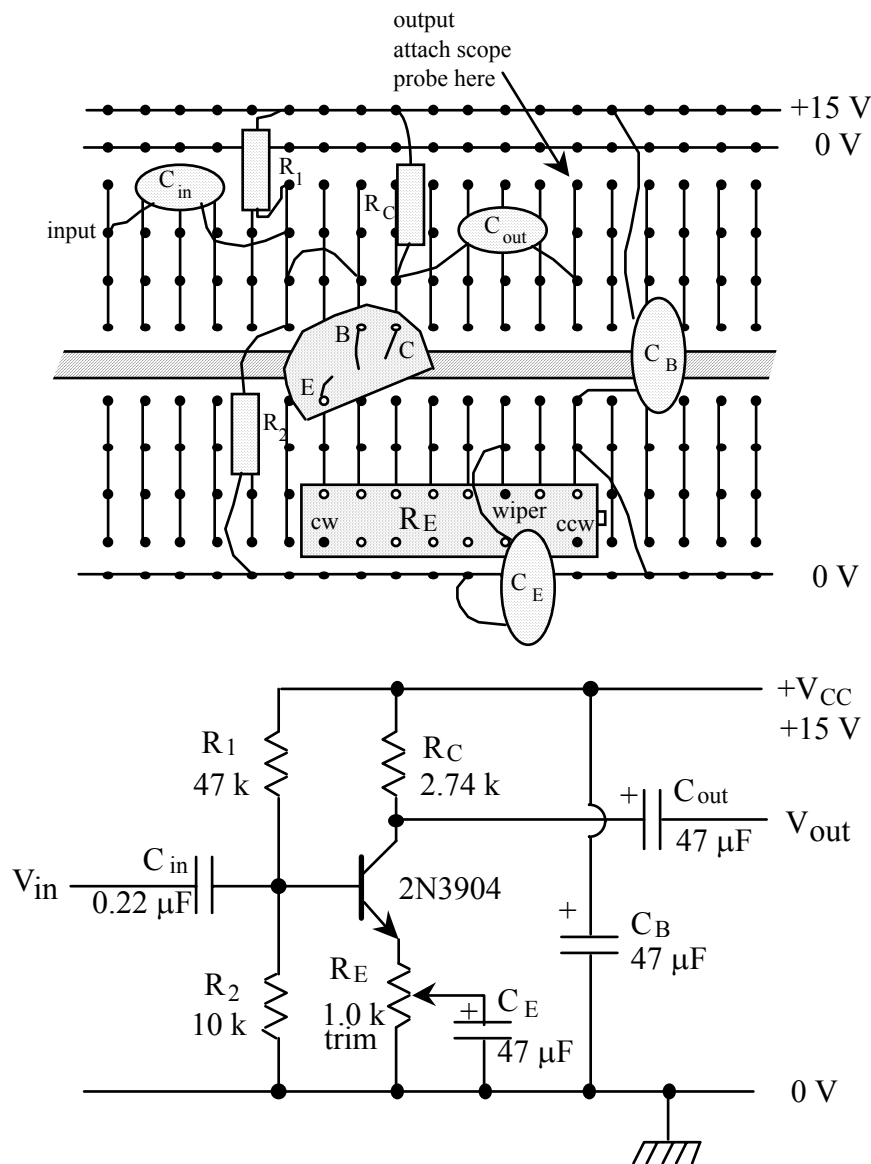 output
attach scope
probe here
+15 V
0 V
R1
Cin
RC
Cout
input
B
C
E
CB
R2
cw
RE
wiper
ccw
CE
0 V
+VCC
+15 V
R1
47 k
RC
2.74 k
+
Cout
47 µF
Vout
Cin
Vin
0.22 µF
2N3904
+
CB
47 µF
R2
10 k
RE
1.0 k
trim
+
CE
47 µF
0 V